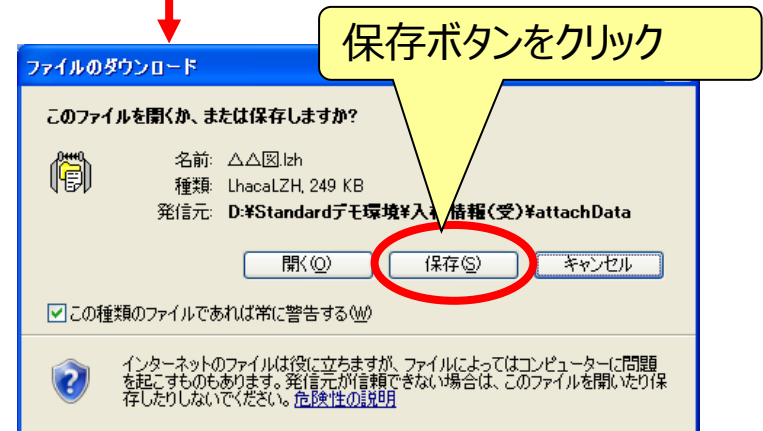 保存ボタンをクリック
ファイルのダウンロード
このファイルを開くか、または保存しますか?
名前: △△図.lzh
種類: LhacaLZH, 249 KB
発信元: D:¥Standardデモ環境¥入札情報(受)¥attachData
開く(O) 保存(S) キャンセル
この種類のファイルであれば常に警告する(W)
インターネットのファイルは役に立ちますが、ファイルによってはコンピューターに問題
を起こすものもあります。発信元が信頼できない場合は、このファイルを開いたり保
存したりしないでください。危険性の説明